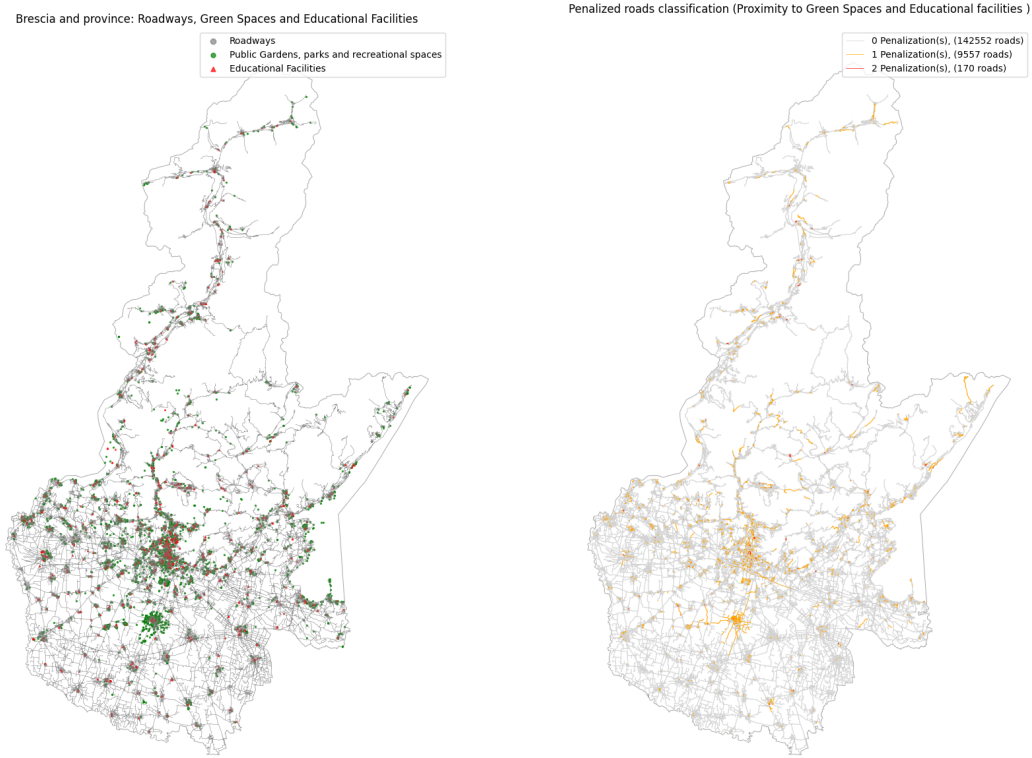 Brescia and province: Roadways, Green Spaces and Educational Facilities
Roadways
Public Gardens, parks and recreational spaces
Educational Facilities
Penalized roads classification (Proximity to Green Spaces and Educational facilities )
0 Penalization(s), (142552 roads)
1 Penalization(s), (9557 roads)
2 Penalization(s), (170 roads)